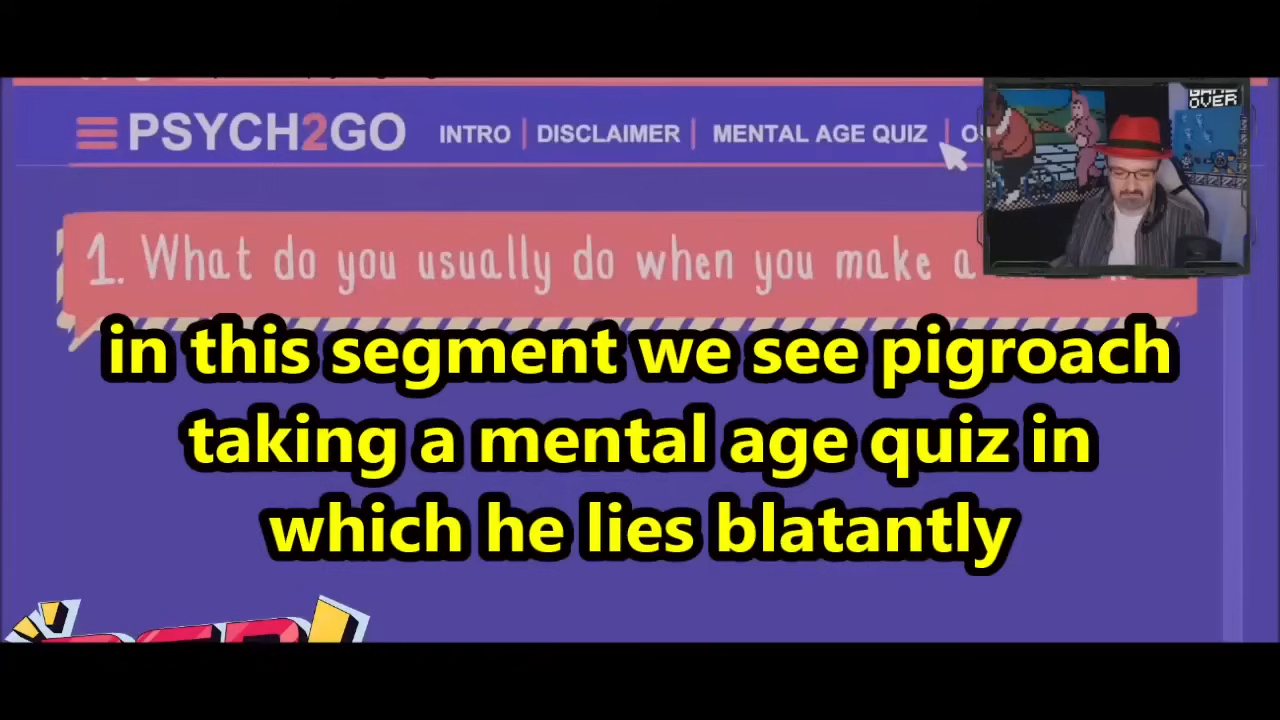 PSYCH2GO INTRO DISCLAIMER MENTAL AGE QUIZ
GAME
OVER
1. What do you usually do when you make a
in this segment we see pigroach
taking a mental age quiz in
which he lies blatantly